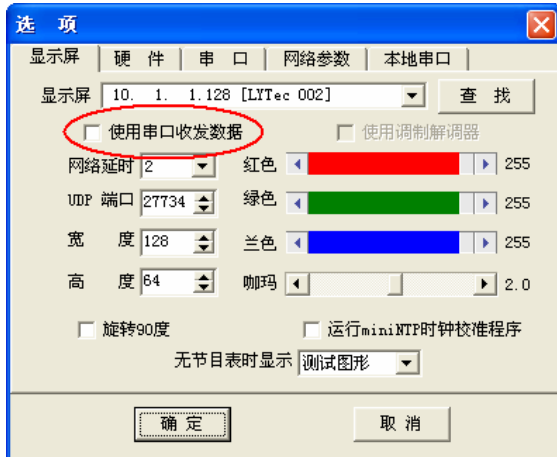 选 项
显示屏 硬 件 串 口 网络参数 本地串口
显示屏 10. 1. 1.128 [LYTec 002] 查 找
使用串口收发数据 使用调制解调器
网络延时 2 红色 255
UDP 端口 27734 绿色 255
宽 度 128 兰色 255
高 度 64 咖玛 2.0
旋转90度 运行miniNTP时钟校准程序
无节目表时显示 测试图形
确 定 取 消